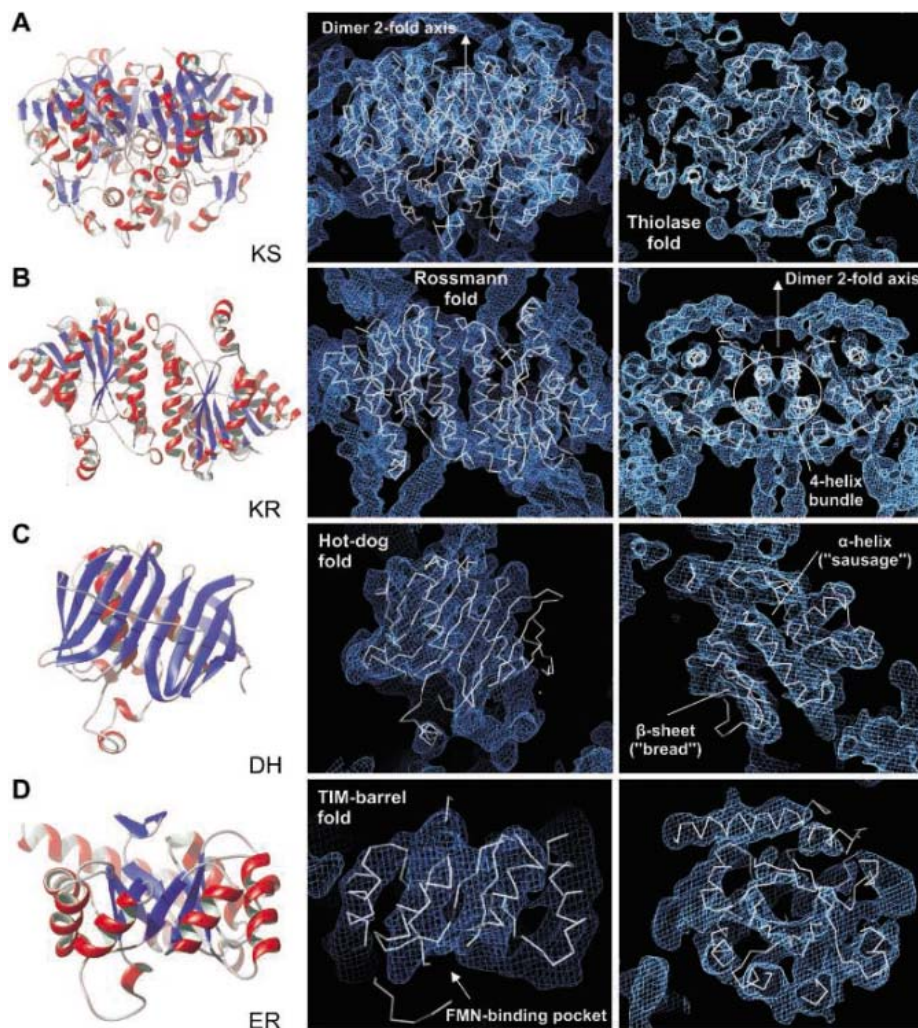 A
KS
Dimer 2-fold axis
Thiolase
fold
B
KR
Rossmann
fold
Dimer 2-fold axis
4-helix
bundle
C
DH
Hot-dog
fold
α-helix
("sausage")
β-sheet
("bread")
D
ER
TIM-barrel
fold
FMN-binding pocket